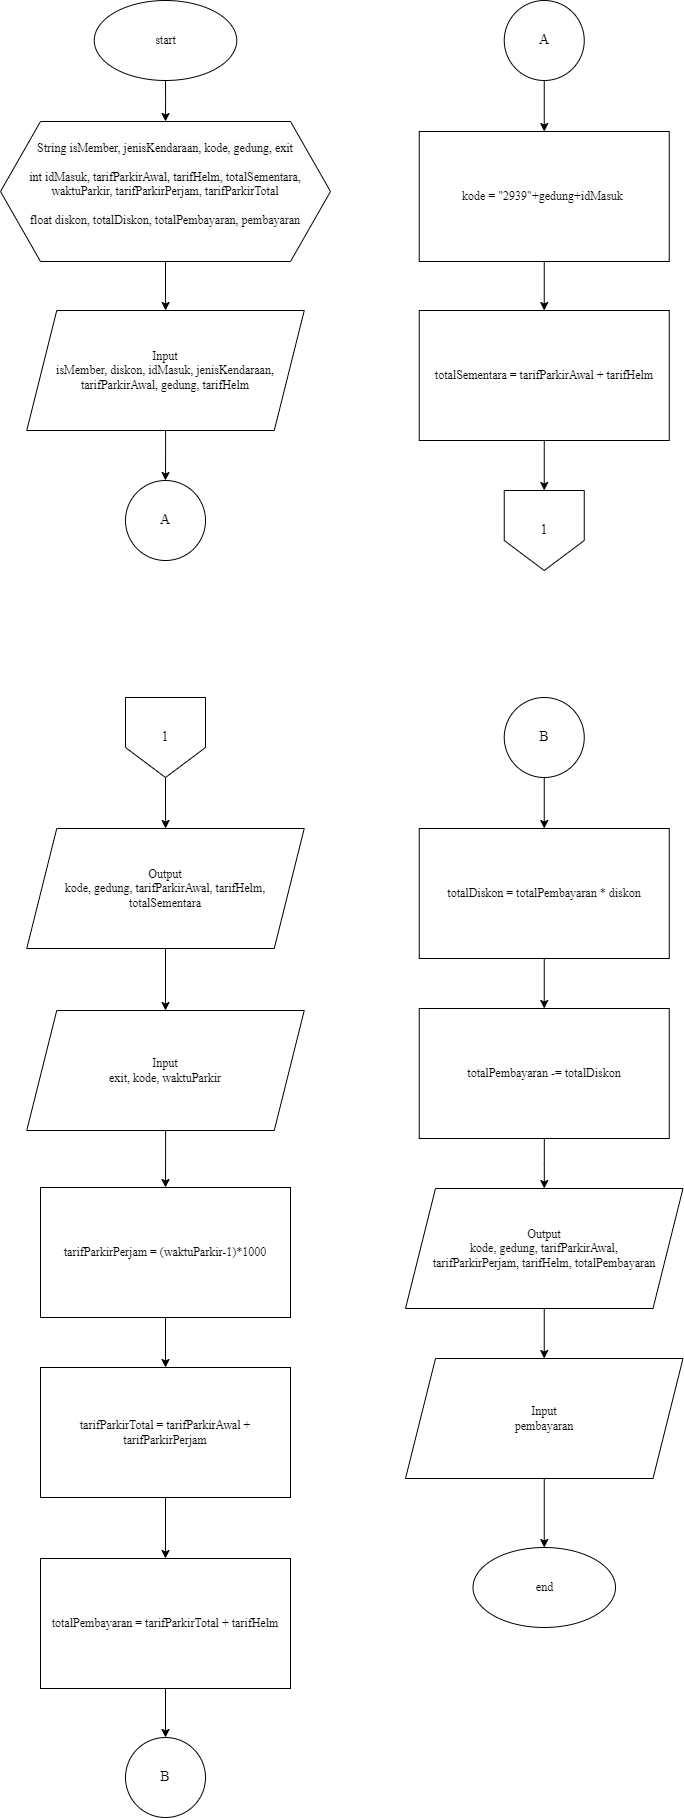 start
String isMember, jenisKendaraan, kode, gedung, exit
int idMasuk, tarifParkirAwal, tarifHelm, totalSementara,
waktuParkir, tarifParkirPerjam, tarifParkirTotal
float diskon, totalDiskon, totalPembayaran, pembayaran
Input
isMember, diskon, idMasuk, jenisKendaraan,
tarifParkirAwal, gedung, tarifHelm
A
A
kode = "2939"+gedung+idMasuk
totalSementara = tarifParkirAwal + tarifHelm
1
1
Output
kode, gedung, tarifParkirAwal, tarifHelm,
totalSementara
Input
exit, kode, waktuParkir
tarifParkirPerjam = (waktuParkir-1)*1000
tarifParkirTotal = tarifParkirAwal +
tarifParkirPerjam
totalPembayaran = tarifParkirTotal + tarifHelm
B
B
totalDiskon = totalPembayaran * diskon
totalPembayaran -= totalDiskon
Output
kode, gedung, tarifParkirAwal,
tarifParkirPerjam, tarifHelm, totalPembayaran
Input
pembayaran
end